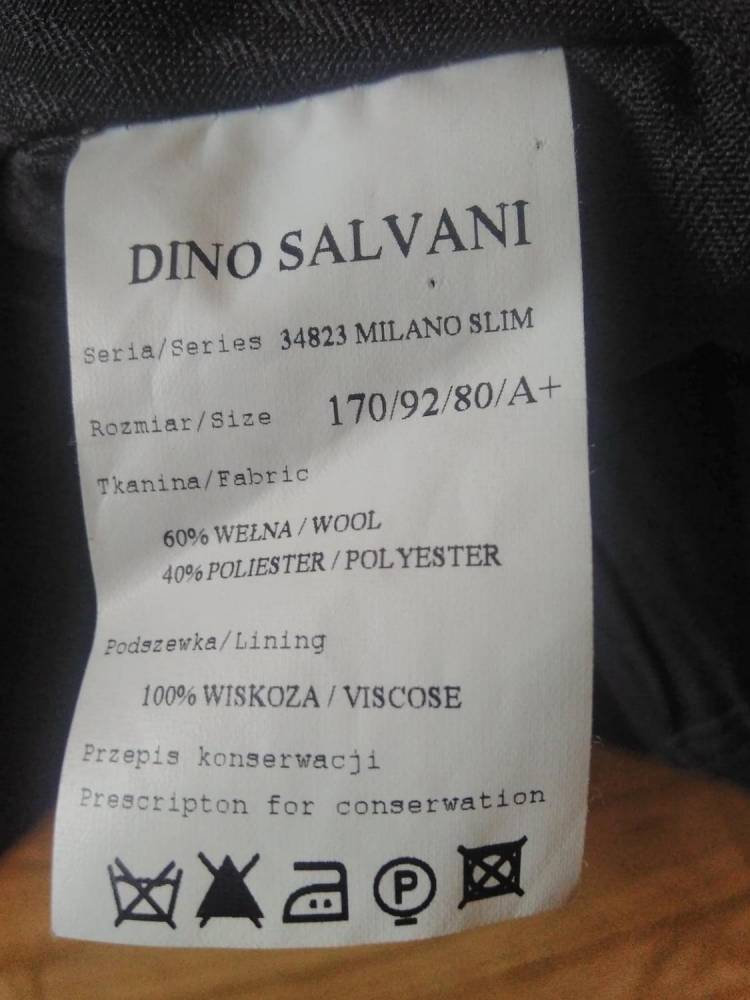 DINO SALVANI
Seria/Series 34823 MILANO SLIM
Rozmiar/Size 170/92/80/A+
Tkanina/Fabric
60% WEŁNA / WOOL
40% POLIESTER / POLYESTER
Podszewka/Lining
100% WISKOZA / VISCOSE
Przepis konserwacji
Prescripton for conserwation
P